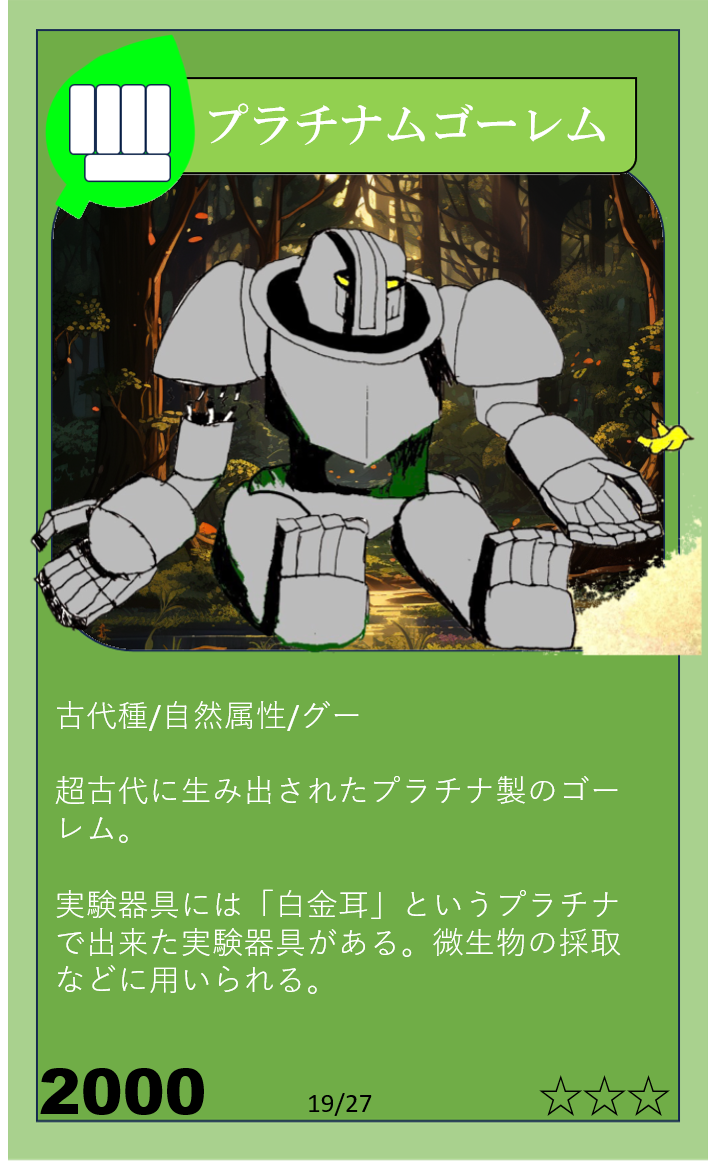 プラチナムゴーレム
古代種/自然属性/グー
超古代に生み出されたプラチナ製のゴー
レム。
実験器具には「白金耳」というプラチナ
で出来た実験器具がある。微生物の採取
などに用いられる。
2000
19/27
☆☆☆